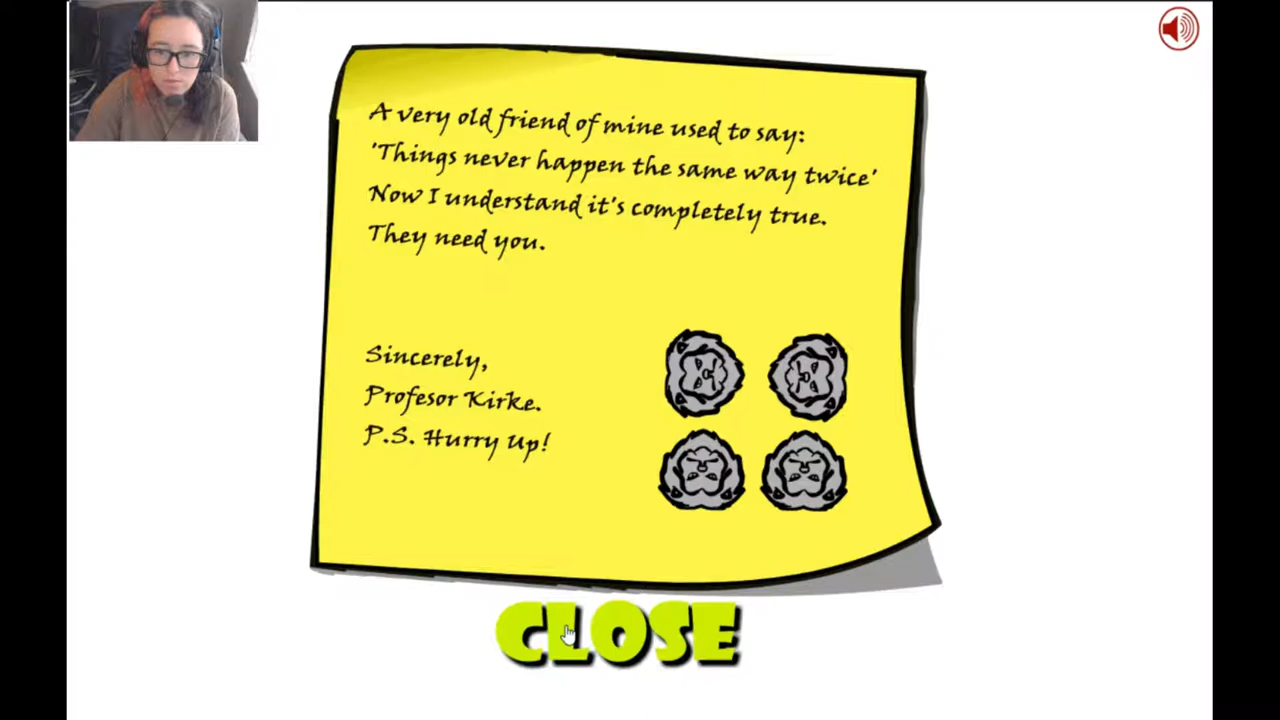 A very old friend of mine used to say:
'Things never happen the same way twice'
Now I understand it's completely true.
They need you.
Sincerely,
Profesor Kirke.
P.S. Hurry Up!
CLOSE